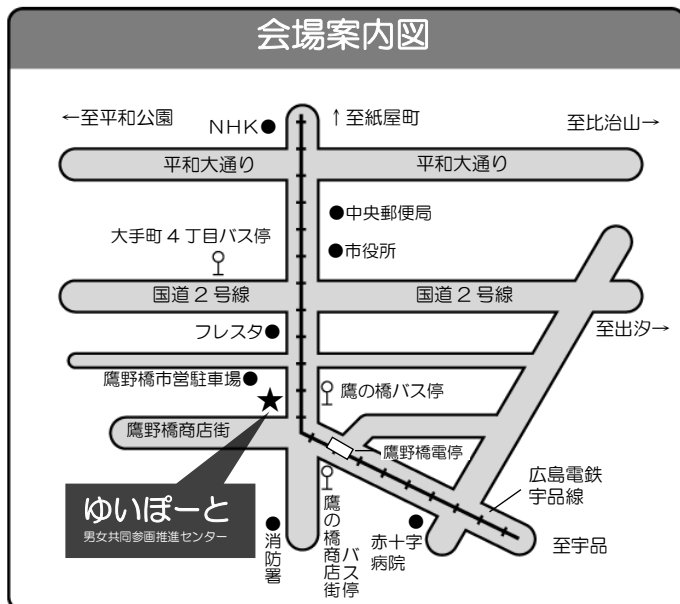 会場案内図
←至平和公園
NHK●
↑至紙屋町
至比治山→
平和大通り
平和大通り
●中央郵便局
大手町4丁目バス停
●市役所
国道2号線
国道2号線
フレスタ●
至出汐→
鷹野橋市営駐車場●
鷹の橋バス停
★
鷹野橋商店街
鷹野橋電停
広島電鉄
宇品線
ゆいぽーと
男女共同参画推進センター
●消防署
鷹の橋商店街
バス停
●赤十字
病院
至宇品